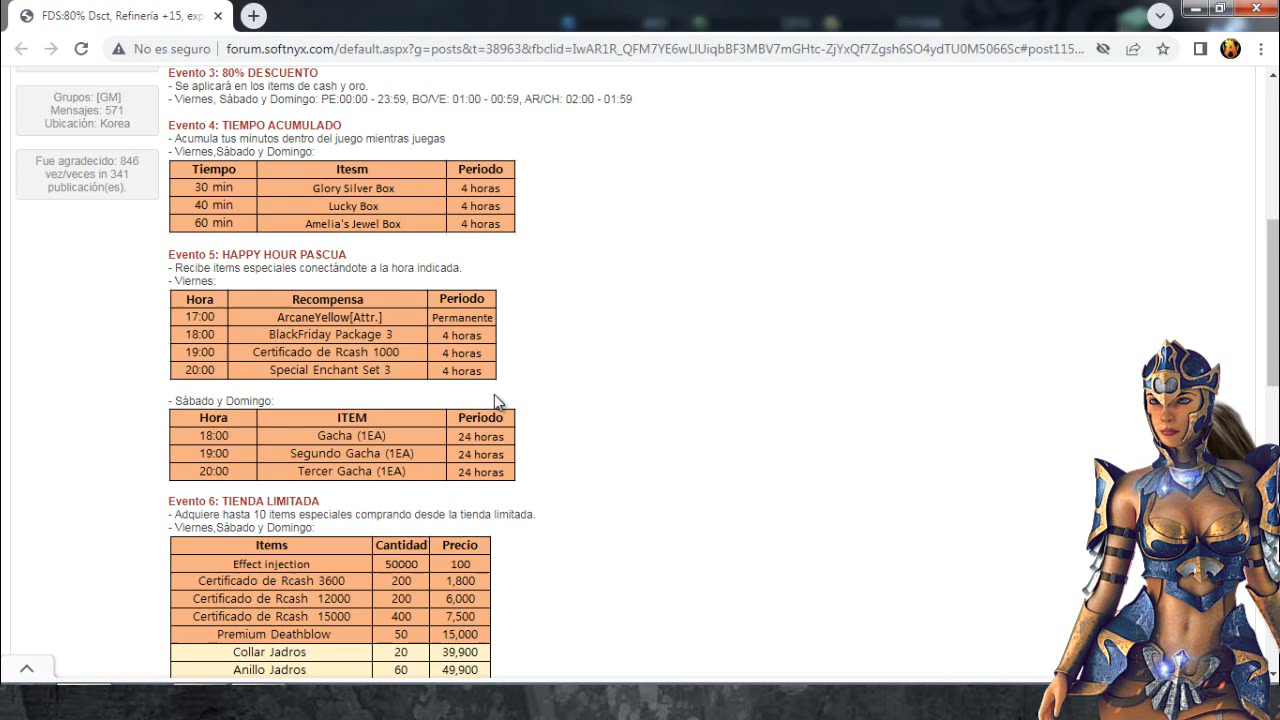 FDS:80% Dsct, Refinería +15, exp
No es seguro
forum.softnyx.com/default.aspx?g=posts&t=38963&fbclid=IwAR1R_QFM7YE6wLIUiqbBF3MBV7mGHtc-ZjYxQf7Zgsh6SO4ydTU0M5066Sc#post115...
Grupos: [GM]
Mensajes: 571
Ubicación: Korea
Fue agradecido: 846
vez/veces in 341
publicación(es).
Evento 3: 80% DESCUENTO
- Se aplicará en los items de cash y oro.
- Viernes, Sábado y Domingo: PE:00:00 - 23:59, BO/VE: 01:00 - 00:59, AR/CH: 02:00 - 01:59
Evento 4: TIEMPO ACUMULADO
- Acumula tus minutos dentro del juego mientras juegas
- Viernes,Sábado y Domingo:
Tiempo Itesm Periodo
30 min Glory Silver Box 4 horas
40 min Lucky Box 4 horas
60 min Amelia's Jewel Box 4 horas
Evento 5: HAPPY HOUR PASCUA
- Recibe items especiales conectándote a la hora indicada.
- Viernes:
Hora Recompensa Periodo
17:00 ArcaneYellow[Attr.] Permanente
18:00 BlackFriday Package 3 4 horas
19:00 Certificado de Rcash 1000 4 horas
20:00 Special Enchant Set 3 4 horas
- Sábado y Domingo:
Hora ITEM Periodo
18:00 Gacha (1EA) 24 horas
19:00 Segundo Gacha (1EA) 24 horas
20:00 Tercer Gacha (1EA) 24 horas
Evento 6: TIENDA LIMITADA
- Adquiere hasta 10 items especiales comprando desde la tienda limitada.
- Viernes,Sábado y Domingo:
Items Cantidad Precio
Effect injection 50000 100
Certificado de Rcash 3600 200 1,800
Certificado de Rcash 12000 200 6,000
Certificado de Rcash 15000 400 7,500
Premium Deathblow 50 15,000
Collar Jadros 20 39,900
Anillo Jadros 60 49,900